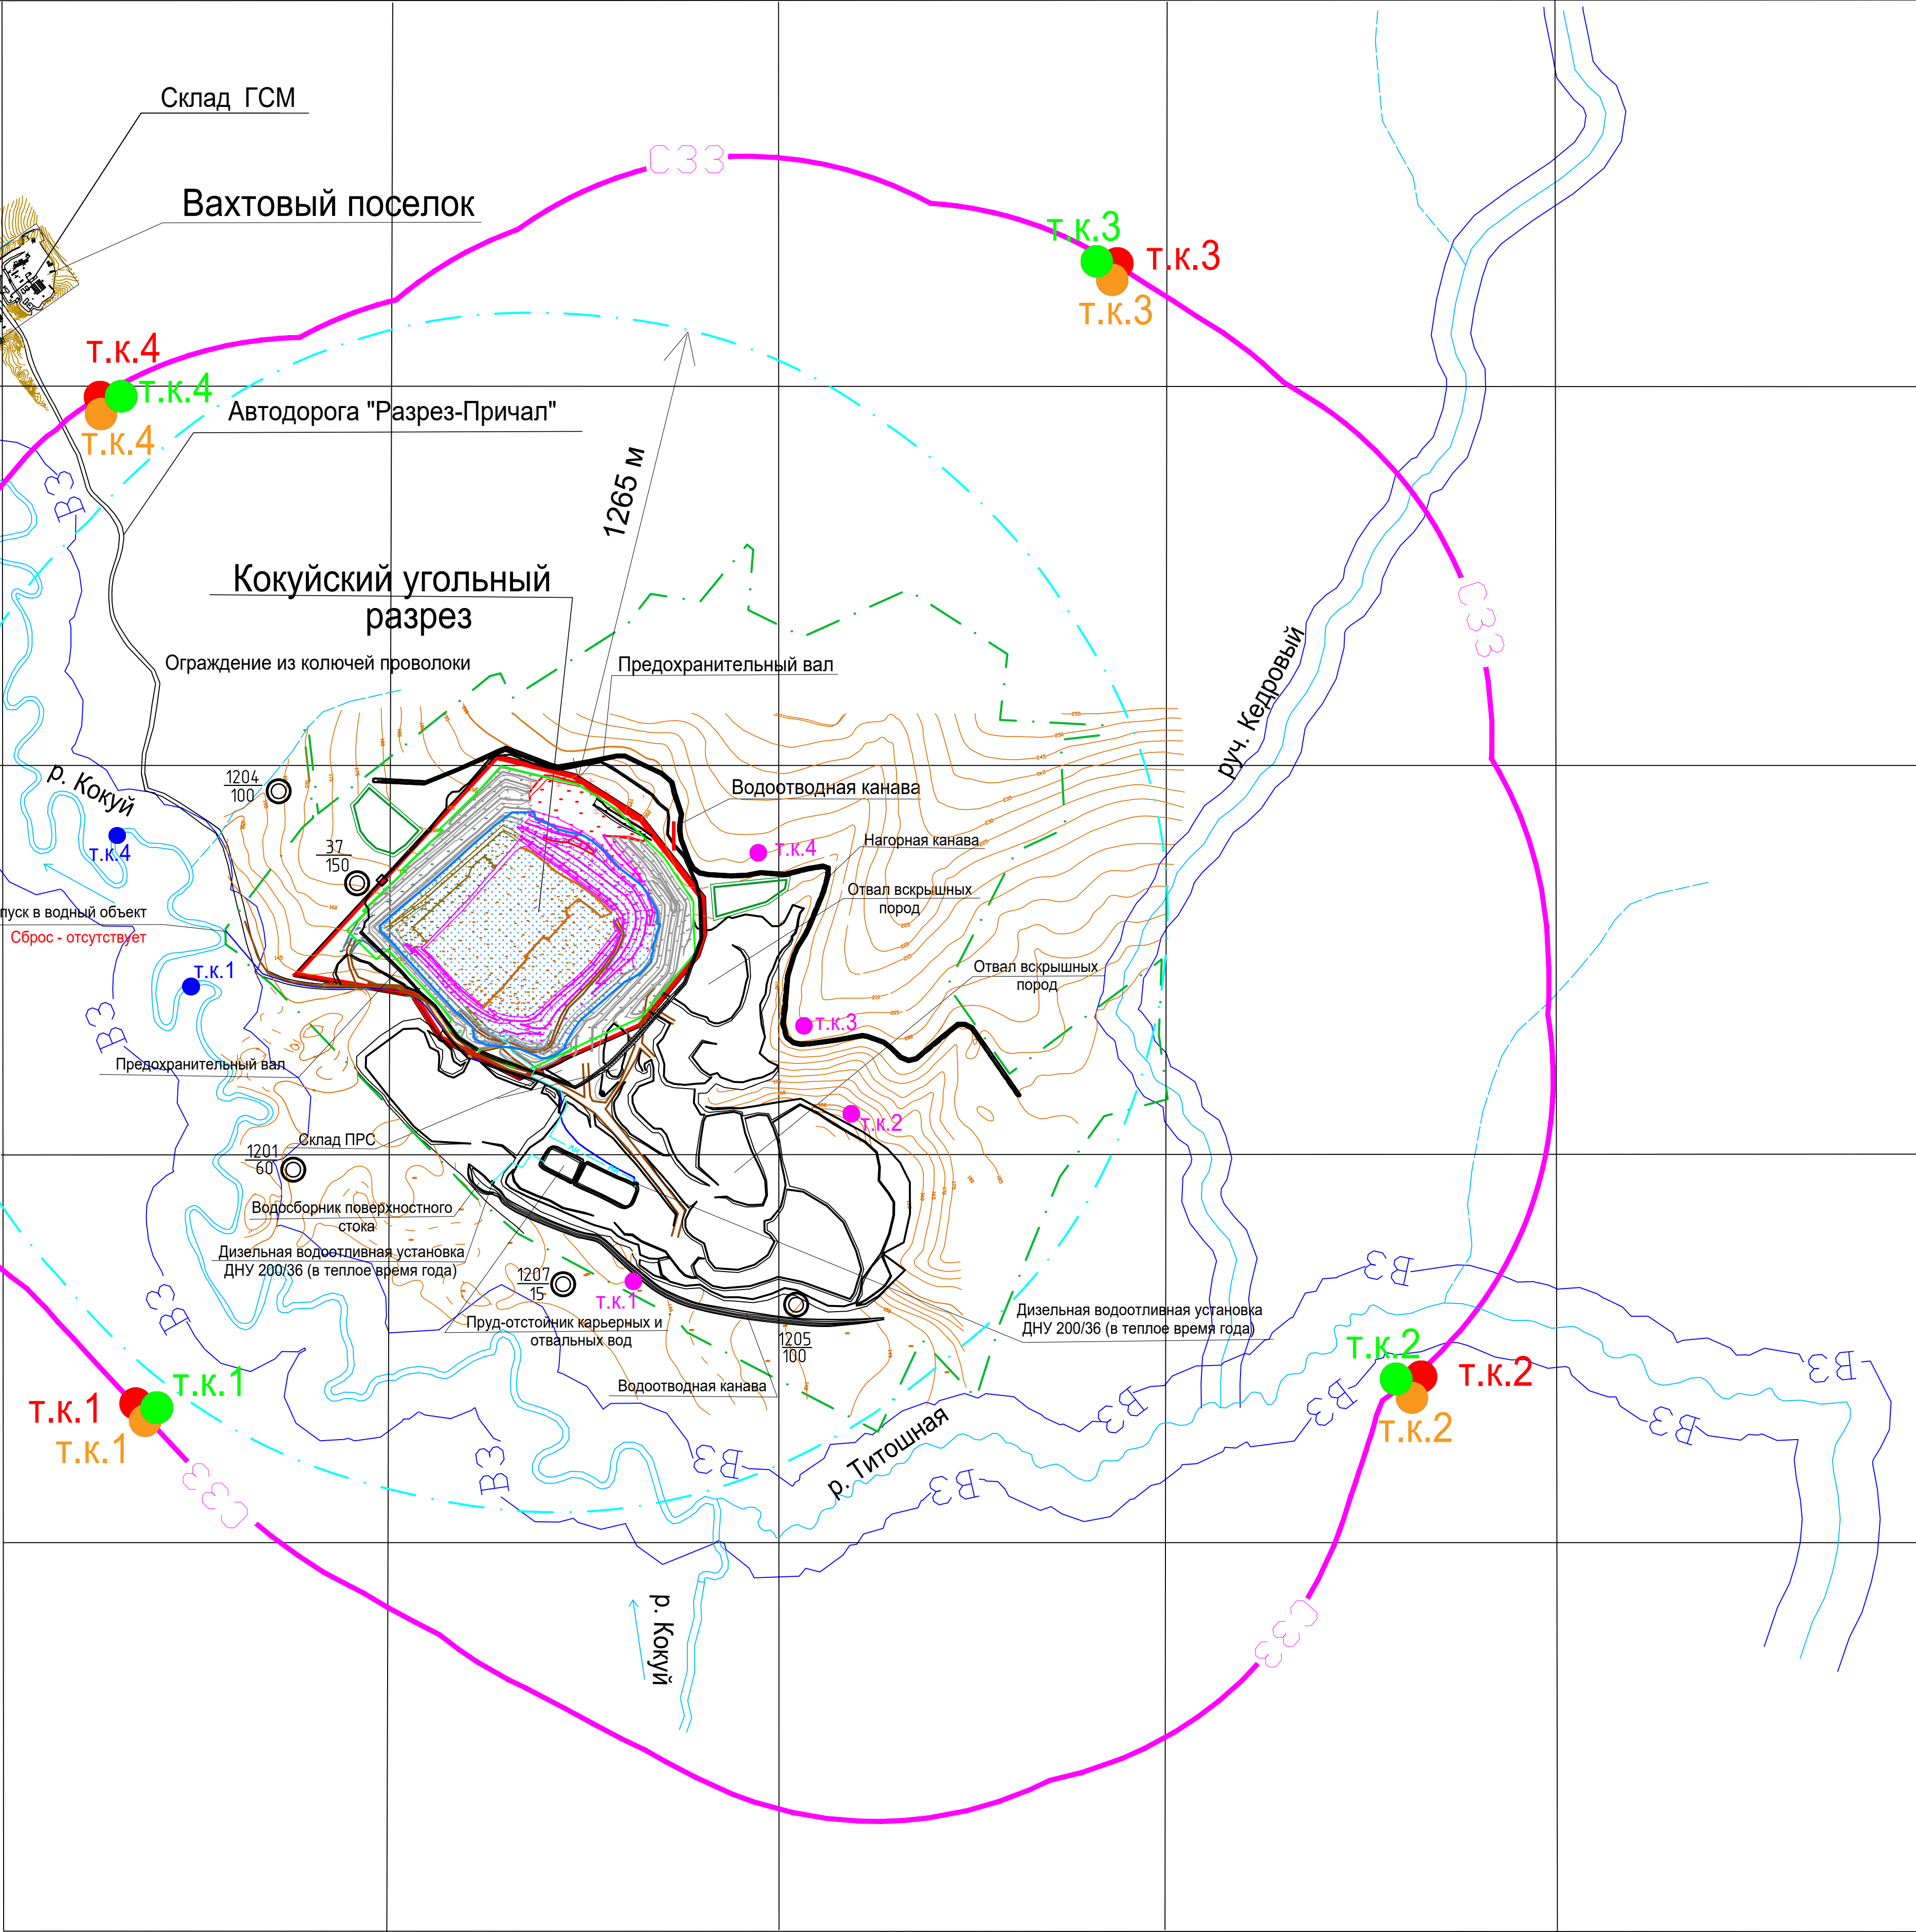 Склад ГСМ
СЗЗ
Вахтовый поселок
т.к.3
т.к.3
т.к.3
т.к.4
т.к.4
т.к.4
Автодорога "Разрез-Причал"
1265 м
ВЗ
Кокуйский угольный
разрез
СЗЗ
Ограждение из колючей проволоки
Предохранительный вал
руч. Кедровый
р. Кокуй
1204
100
Водоотводная канава
т.к.4
37
150
т.к.4
Нагорная канава
Отвал вскрышных
пород
пуск в водный объект
Сброс - отсутствует
т.к.1
Отвал вскрышных
пород
ВЗ
т.к.3
Предохранительный вал
т.к.2
Склад ПРС
1201
60
Водосборник поверхностного
стока
Дизельная водоотливная установка
ДНУ 200/36 (в теплое время года)
1207
15
т.к.1
ВЗ
ВЗ
Пруд-отстойник карьерных и
отвальных вод
1205
100
Дизельная водоотливная установка
ДНУ 200/36 (в теплое время года)
Водоотводная канава
т.к.2
т.к.2
т.к.2
ВЗ
ВЗ
ВЗ
ВЗ
т.к.1
т.к.1
т.к.1
р. Титошная
ВЗ
ВЗ
ВЗ
СЗЗ
р. Кокуй
СЗЗ